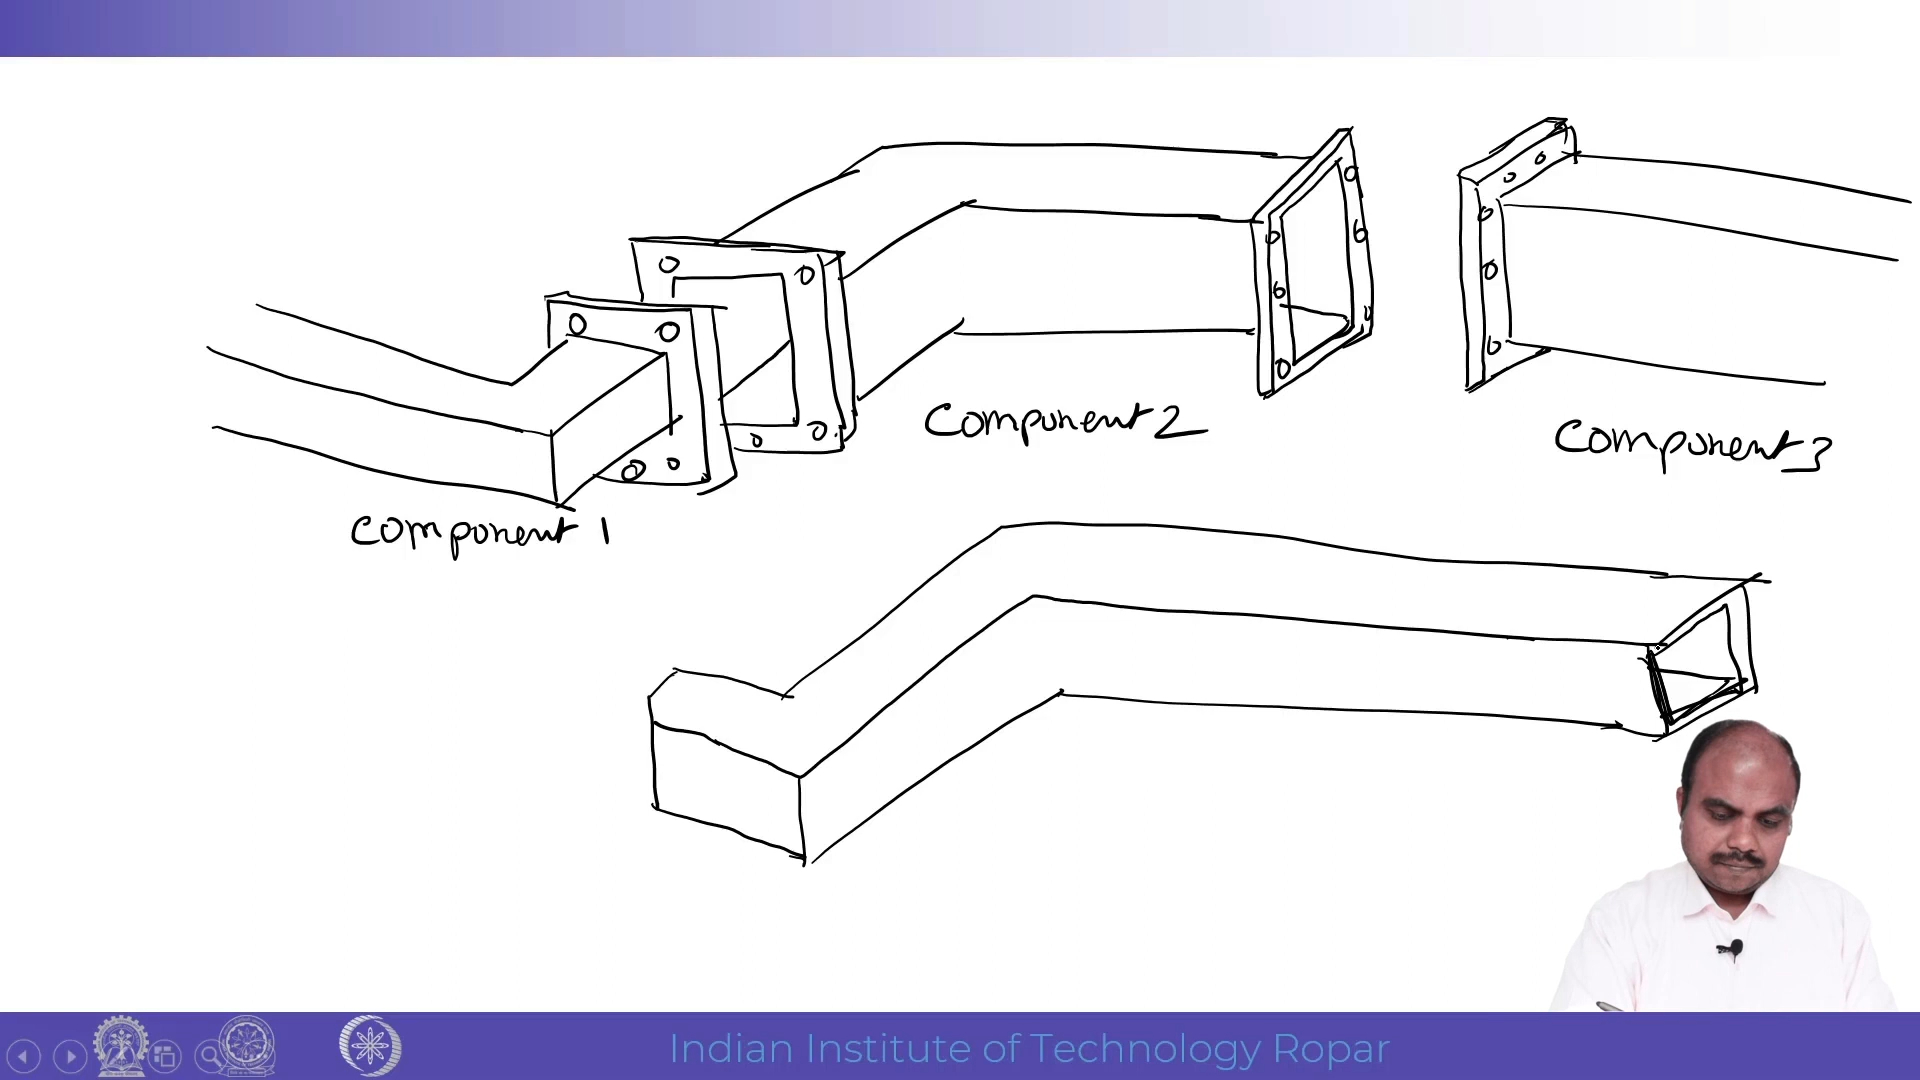 Component 2
Component 3
Component 1
Indian Institute of Technology Ropar